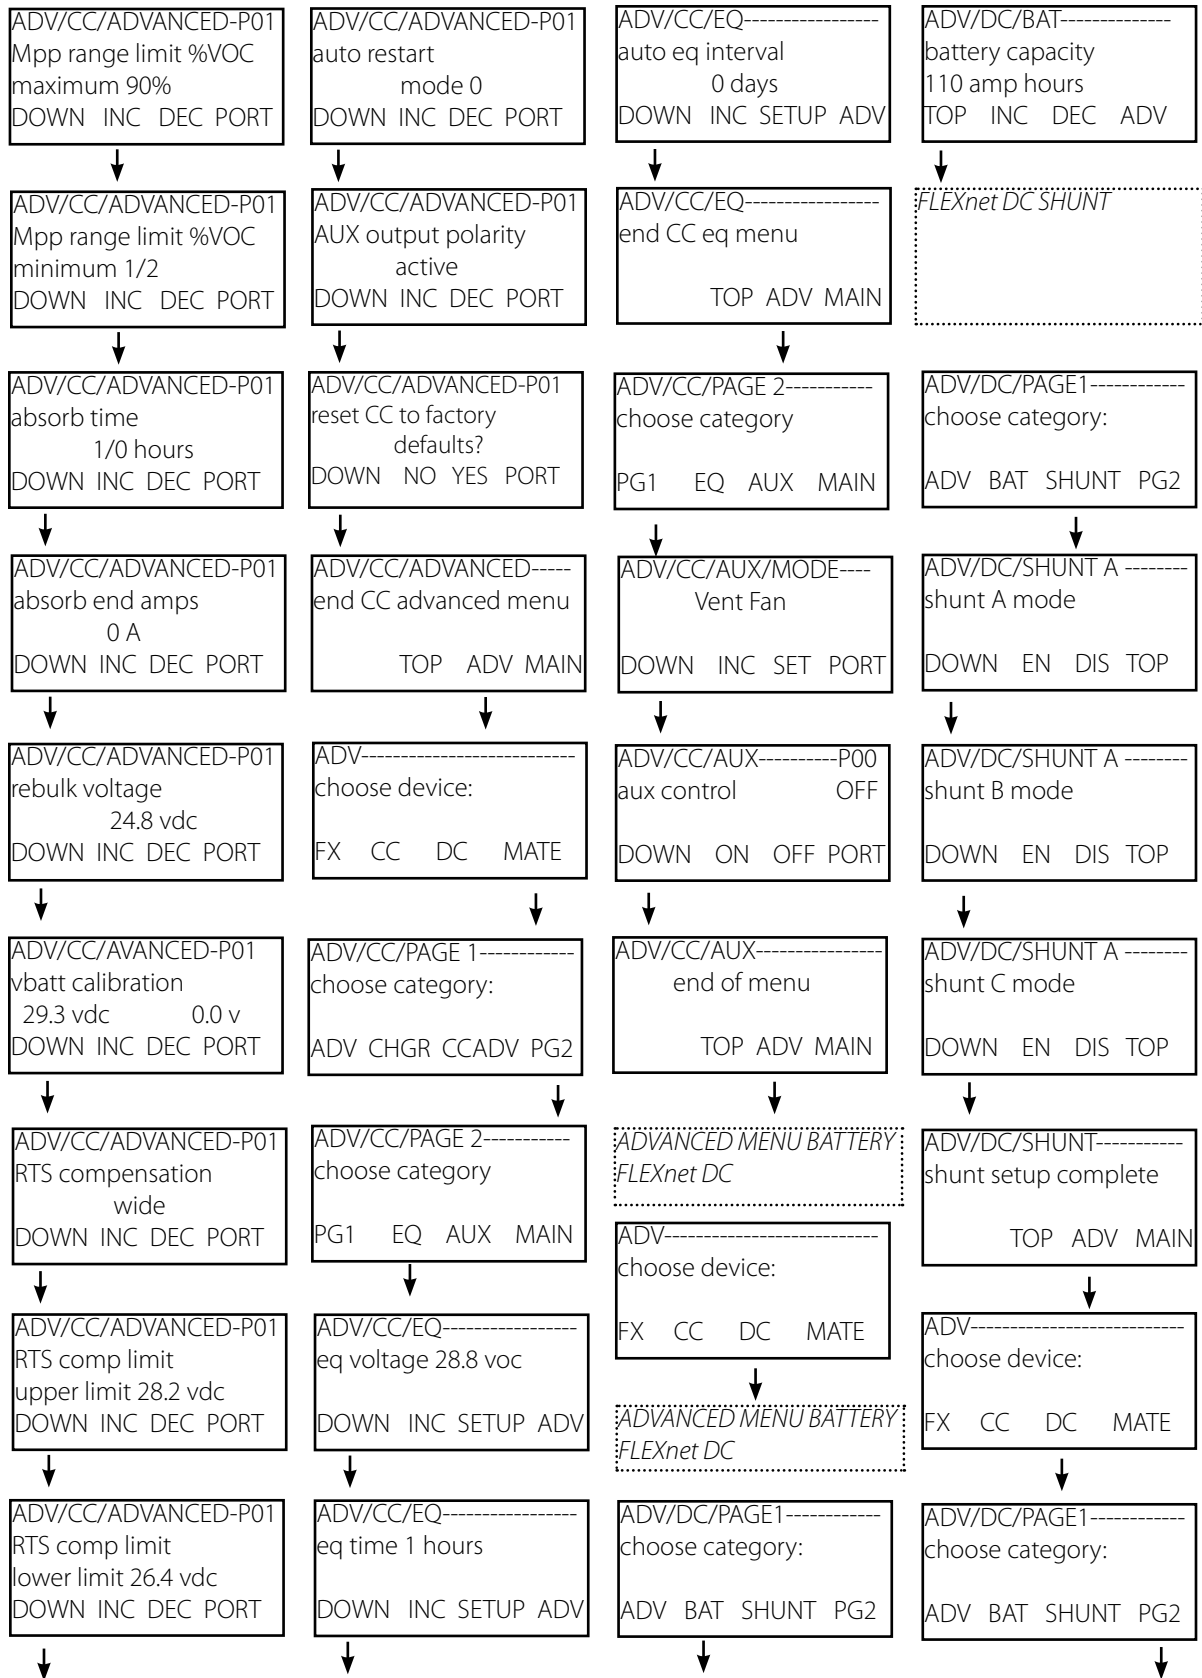 ADV/CC/ADVANCED-P01
Mpp range limit %VOC
maximum 90%
DOWN INC DEC PORT
ADV/CC/ADVANCED-P01
Mpp range limit %VOC
minimum 1/2
DOWN INC DEC PORT
ADV/CC/ADVANCED-P01
absorb time
1/0 hours
DOWN INC DEC PORT
ADV/CC/ADVANCED-P01
absorb end amps
0 A
DOWN INC DEC PORT
ADV/CC/ADVANCED-P01
rebulk voltage
24.8 vdc
DOWN INC DEC PORT
ADV/CC/AVANCED-P01
vbatt calibration
29.3 vdc 0.0 v
DOWN INC DEC PORT
ADV/CC/ADVANCED-P01
RTS compensation
wide
DOWN INC DEC PORT
ADV/CC/ADVANCED-P01
RTS comp limit
upper limit 28.2 vdc
DOWN INC DEC PORT
ADV/CC/ADVANCED-P01
RTS comp limit
lower limit 26.4 vdc
DOWN INC DEC PORT
ADV/CC/ADVANCED-P01
auto restart
mode 0
DOWN INC DEC PORT
ADV/CC/ADVANCED-P01
AUX output polarity
active
DOWN INC DEC PORT
ADV/CC/ADVANCED-P01
reset CC to factory
defaults?
DOWN NO YES PORT
ADV/CC/ADVANCED-----
end CC advanced menu
TOP ADV MAIN
ADV---------------------------
choose device:
FX CC DC MATE
ADV/CC/PAGE 1------------
choose category:
ADV CHGR CCADV PG2
ADV/CC/PAGE 2-----------
choose category
PG1 EQ AUX MAIN
ADV/CC/EQ-----------------
eq voltage 28.8 voc
DOWN INC SETUP ADV
ADV/CC/EQ-----------------
eq time 1 hours
DOWN INC SETUP ADV
ADV/CC/EQ-----------------
auto eq interval
0 days
DOWN INC SETUP ADV
ADV/CC/EQ-----------------
end CC eq menu
TOP ADV MAIN
ADV/CC/PAGE 2-----------
choose category
PG1 EQ AUX MAIN
ADV/CC/AUX/MODE----
Vent Fan
DOWN INC SET PORT
ADV/CC/AUX----------P00
aux control OFF
DOWN ON OFF PORT
ADV/CC/AUX----------------
end of menu
TOP ADV MAIN
ADVANCED MENU BATTERY
FLEXnet DC
ADV---------------------------
choose device:
FX CC DC MATE
ADVANCED MENU BATTERY
FLEXnet DC
ADV/DC/PAGE1------------
choose category:
ADV BAT SHUNT PG2
ADV/DC/BAT--------------
battery capacity
110 amp hours
TOP INC DEC ADV
FLEXnet DC SHUNT
ADV/DC/PAGE1------------
choose category:
ADV BAT SHUNT PG2
ADV/DC/SHUNT A --------
shunt A mode
DOWN EN DIS TOP
ADV/DC/SHUNT A --------
shunt B mode
DOWN EN DIS TOP
ADV/DC/SHUNT A --------
shunt C mode
DOWN EN DIS TOP
ADV/DC/SHUNT-----------
shunt setup complete
TOP ADV MAIN
ADV---------------------------
choose device:
FX CC DC MATE
ADV/DC/PAGE1------------
choose category:
ADV BAT SHUNT PG2